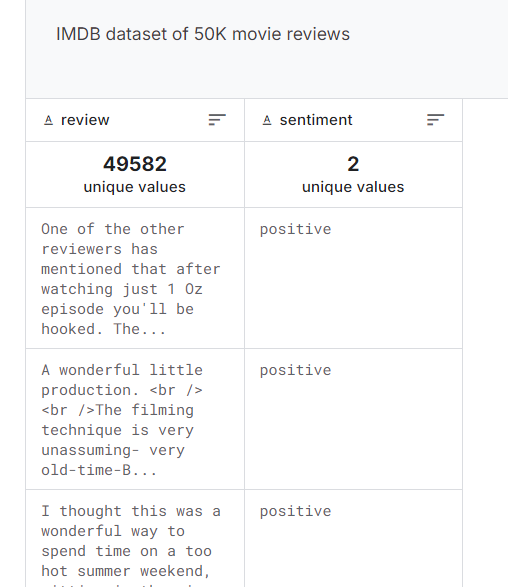 IMDB dataset of 50K movie reviews
A review
A sentiment
49582
unique values
2
unique values
One of the other
reviewers has
mentioned that after
watching just 1 Oz
episode you'll be
hooked. The...
positive
A wonderful little
production. <br />
<br />The filming
technique is very
unassuming- very
old-time-B...
positive
I thought this was a
wonderful way to
spend time on a too
hot summer weekend,
positive